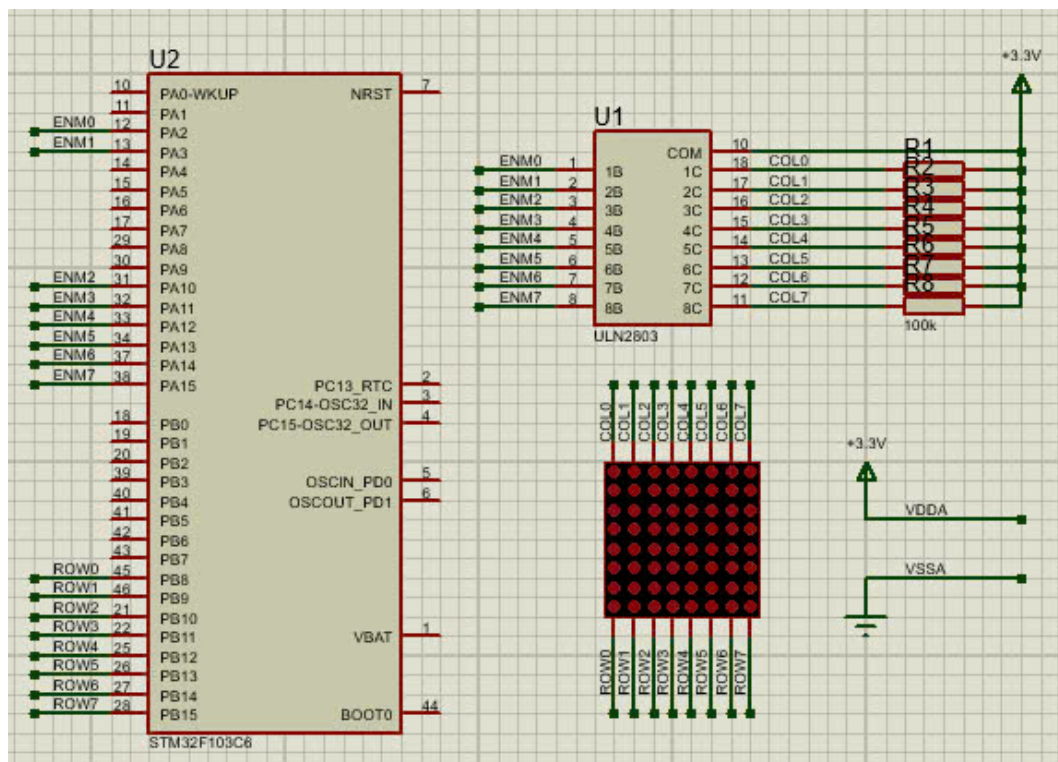 U2
10 PA0-WKUP
11 PA1
ENM0 12 PA2
ENM1 13 PA3
14 PA4
15 PA5
16 PA6
17 PA7
29 PA8
30 PA9
ENM2 31 PA10
ENM3 32 PA11
ENM4 33 PA12
ENM5 34 PA13
ENM6 37 PA14
ENM7 38 PA15
18 PB0
19 PB1
20 PB2
39 PB3
40 PB4
41 PB5
42 PB6
43 PB7
ROW0 45 PB8
ROW1 46 PB9
ROW2 21 PB10
ROW3 22 PB11
ROW4 25 PB12
ROW5 26 PB13
ROW6 27 PB14
ROW7 28 PB15
NRST 7
PC13_RTC 2
PC14-OSC32_IN 3
PC15-OSC32_OUT 4
OSCIN_PD0 5
OSCOUT_PD1 6
VBAT 1
BOOT0 44
STM32F103C6
U1
COM 10
ENM0 1 1B 1C 18 COL0
ENM1 2 2B 2C 17 COL1
ENM2 3 3B 3C 16 COL2
ENM3 4 4B 4C 15 COL3
ENM4 5 5B 5C 14 COL4
ENM5 6 6B 6C 13 COL5
ENM6 7 7B 7C 12 COL6
ENM7 8 8B 8C 11 COL7
ULN2803
+3.3V
R1
R2
R3
R4
R5
R6
R7
R8
100k
COL0
COL1
COL2
COL3
COL4
COL5
COL6
COL7
ROW0
ROW1
ROW2
ROW3
ROW4
ROW5
ROW6
ROW7
+3.3V
VDDA
VSSA